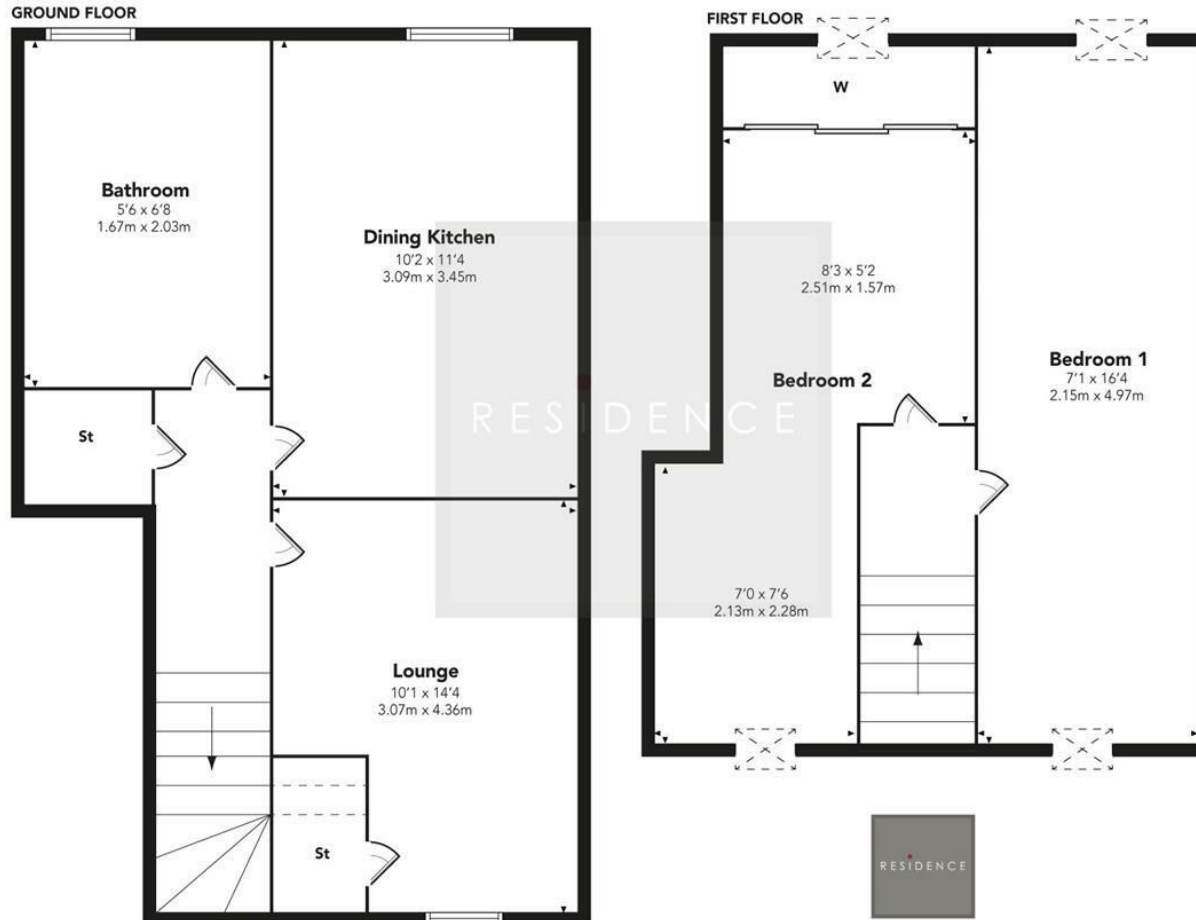 GROUND FLOOR
Bathroom
5'6 x 6'8
1.67m x 2.03m
Dining Kitchen
10'2 x 11'4
3.09m x 3.45m
St
Lounge
10'1 x 14'4
3.07m x 4.36m
St
FIRST FLOOR
W
8'3 x 5'2
2.51m x 1.57m
Bedroom 2
7'0 x 7'6
2.13m x 2.28m
Bedroom 1
7'1 x 16'4
2.15m x 4.97m
RESIDENCE
RESIDENCE